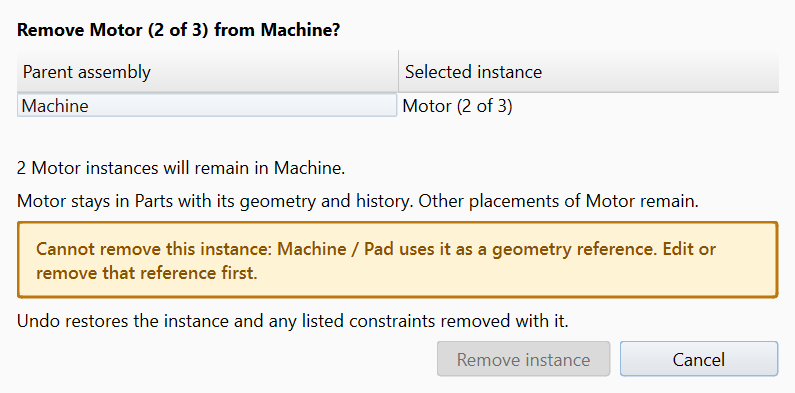 Remove Motor (2 of 3) from Machine?
Parent assembly Selected instance
Machine Motor (2 of 3)
2 Motor instances will remain in Machine.
Motor stays in Parts with its geometry and history. Other placements of Motor remain.
Cannot remove this instance: Machine / Pad uses it as a geometry reference. Edit or
remove that reference first.
Undo restores the instance and any listed constraints removed with it.
Remove instance Cancel